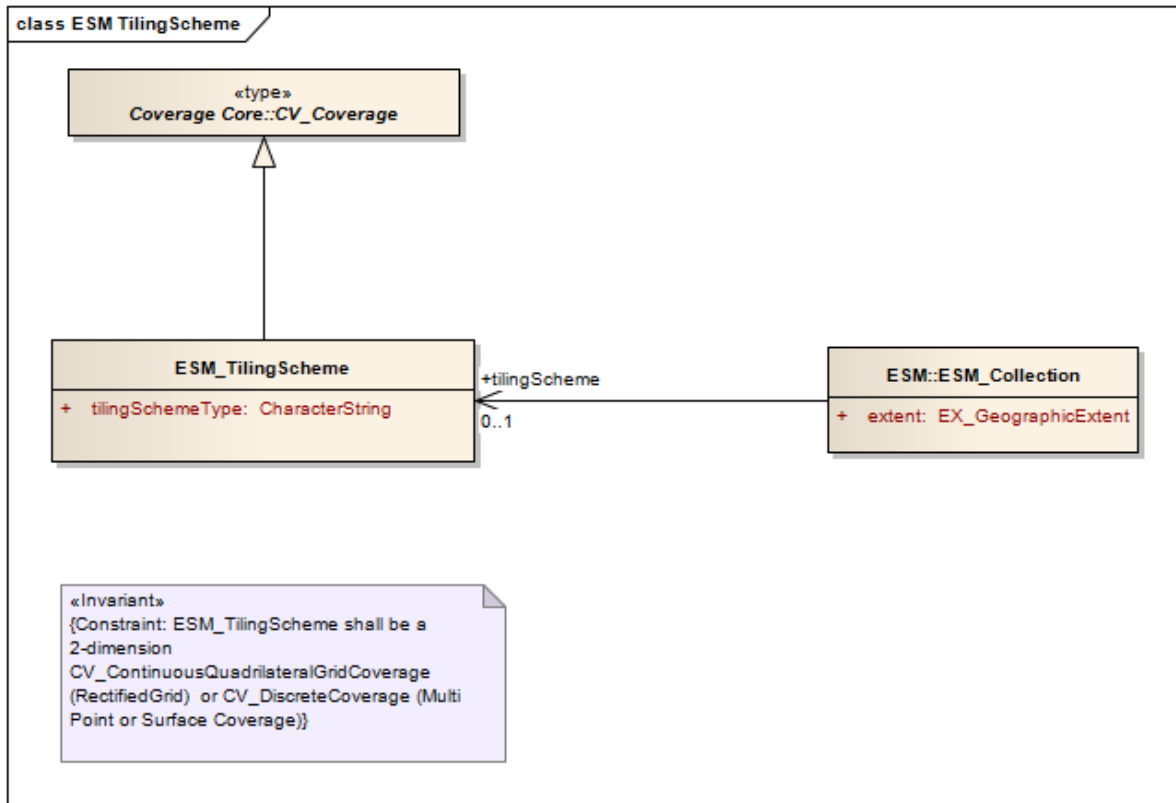 class ESM TilingScheme
«type»
Coverage Core::CV_Coverage
ESM_TilingScheme
+ tilingSchemeType: CharacterString
+tilingScheme
0..1
ESM::ESM_Collection
+ extent: EX_GeographicExtent
«Invariant»
{Constraint: ESM_TilingScheme shall be a
2-dimension
CV_ContinuousQuadrilateralGridCoverage
(RectifiedGrid) or CV_DiscreteCoverage (Multi
Point or Surface Coverage)}